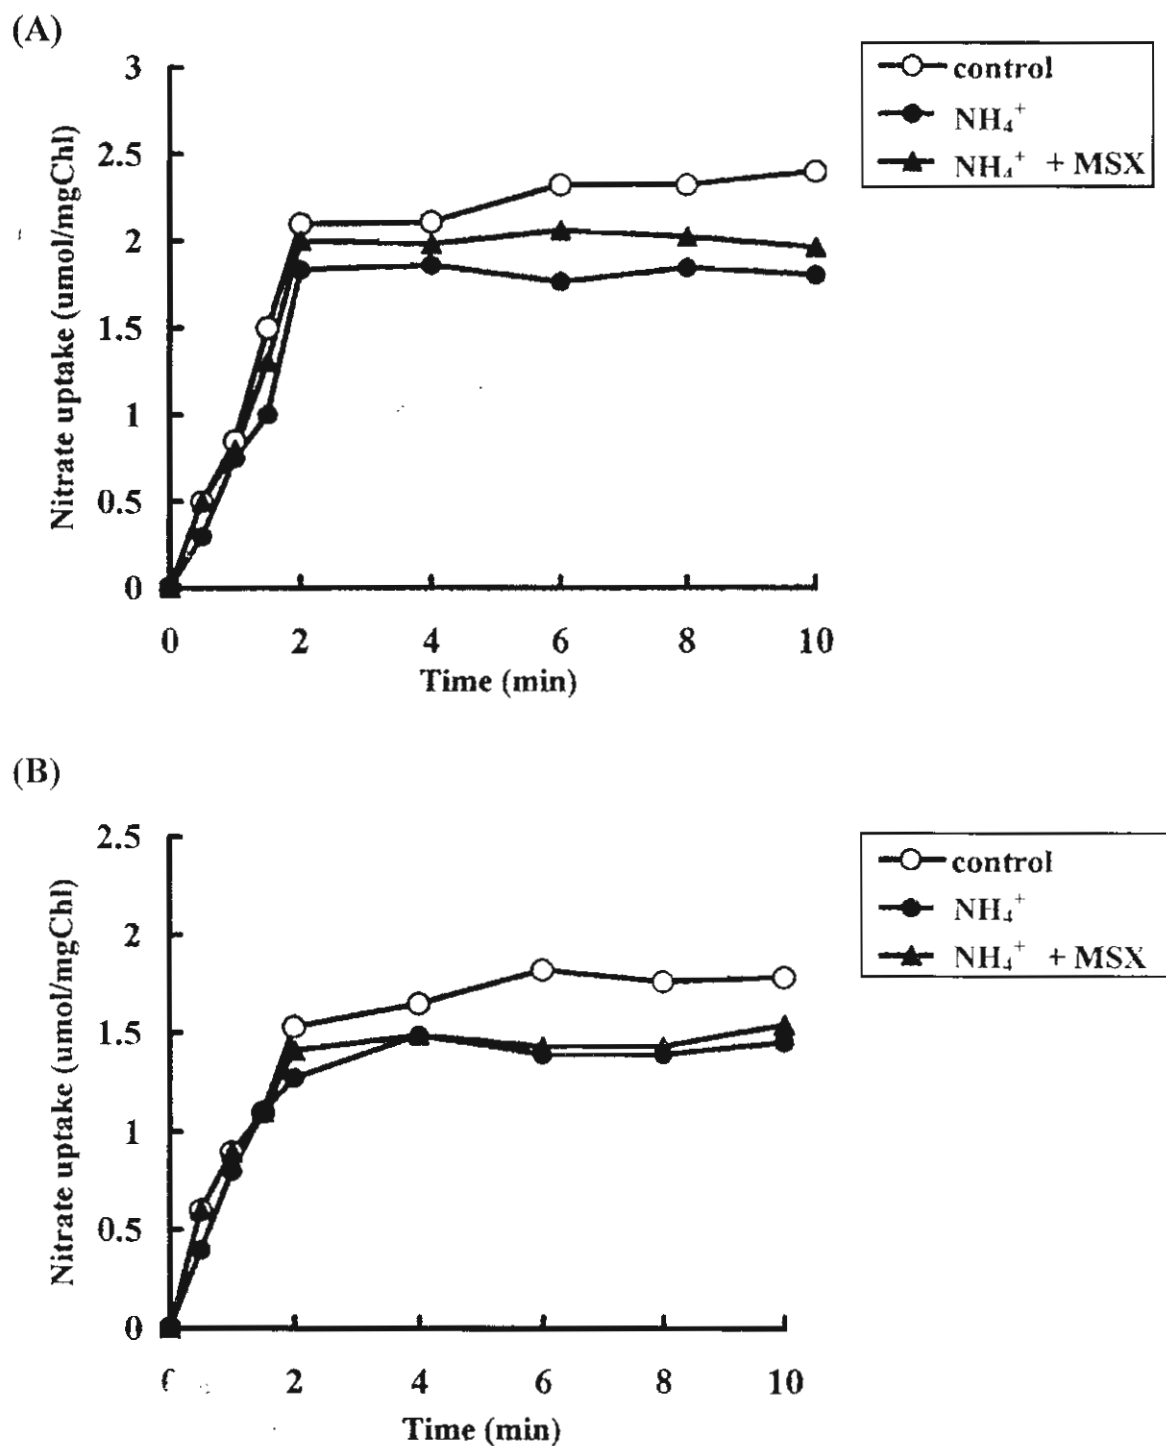 (A)
3
2.5
2
1.5
1
0.5
0
Nitrate uptake (umol/mgChl)
0 2 4 6 8 10
Time (min)
control
NH₄⁺
NH₄⁺ + MSX
(B)
2.5
2
1.5
1
0.5
0
Nitrate uptake (umol/mgChl)
2 4 6 8 10
Time (min)
control
NH₄⁺
NH₄⁺ + MSX